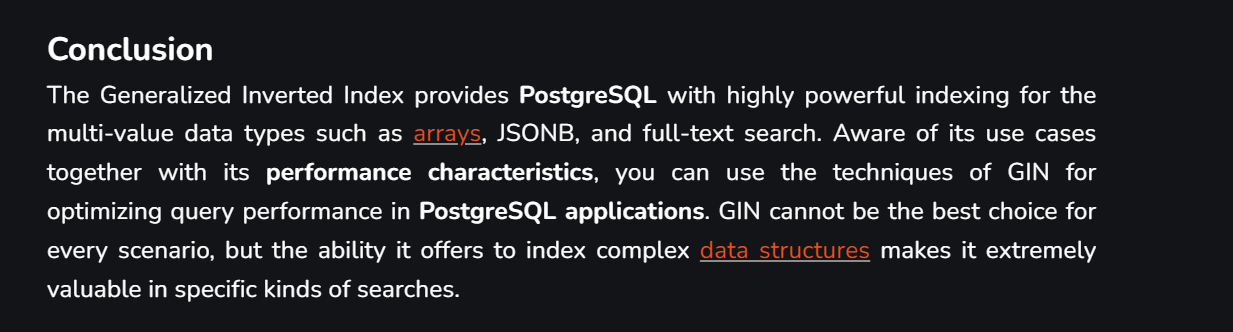 Conclusion
The Generalized Inverted Index provides PostgreSQL with highly powerful indexing for the
multi-value data types such as arrays, JSONB, and full-text search. Aware of its use cases
together with its performance characteristics, you can use the techniques of GIN for
optimizing query performance in PostgreSQL applications. GIN cannot be the best choice for
every scenario, but the ability it offers to index complex data structures makes it extremely
valuable in specific kinds of searches.